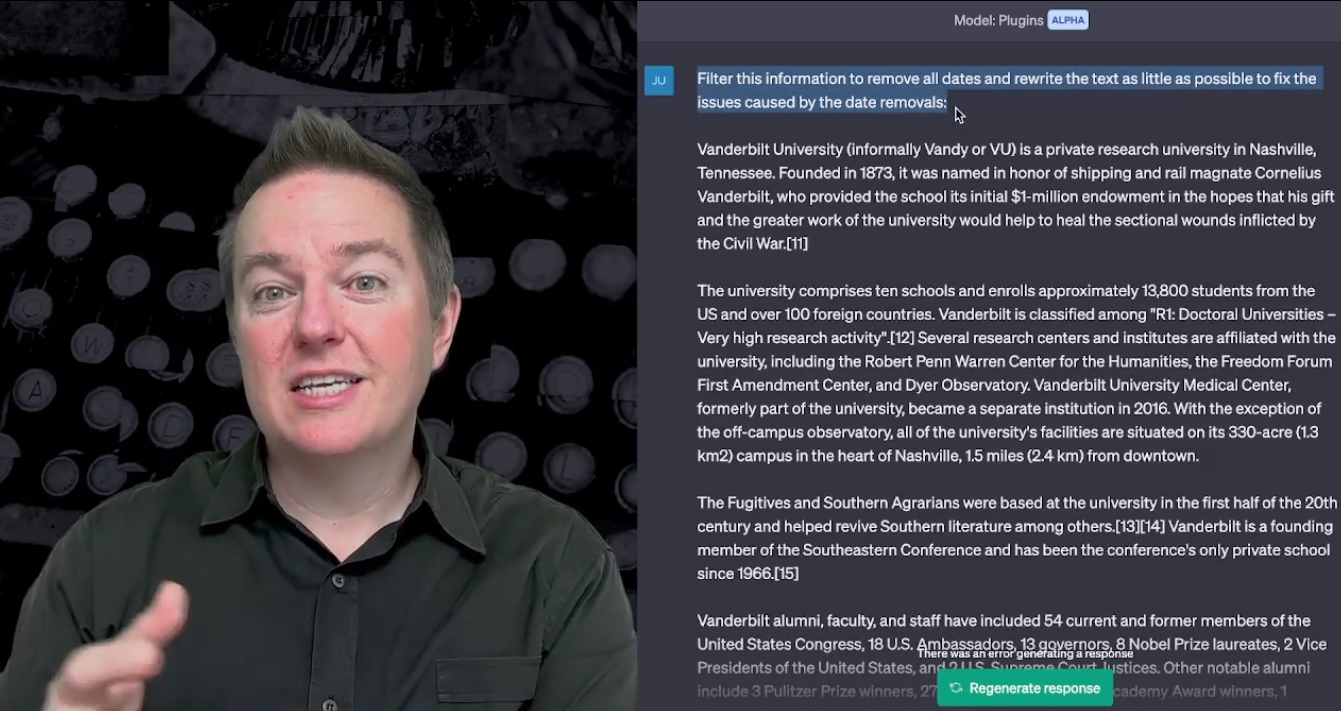 Model: Plugins ALPHA
JU
Filter this information to remove all dates and rewrite the text as little as possible to fix the
issues caused by the date removals:
Vanderbilt University (informally Vandy or VU) is a private research university in Nashville,
Tennessee. Founded in 1873, it was named in honor of shipping and rail magnate Cornelius
Vanderbilt, who provided the school its initial $1-million endowment in the hopes that his gift
and the greater work of the university would help to heal the sectional wounds inflicted by
the Civil War.[11]
The university comprises ten schools and enrolls approximately 13,800 students from the
US and over 100 foreign countries. Vanderbilt is classified among "R1: Doctoral Universities –
Very high research activity".[12] Several research centers and institutes are affiliated with the
university, including the Robert Penn Warren Center for the Humanities, the Freedom Forum
First Amendment Center, and Dyer Observatory. Vanderbilt University Medical Center,
formerly part of the university, became a separate institution in 2016. With the exception of
the off-campus observatory, all of the university's facilities are situated on its 330-acre (1.3
km2) campus in the heart of Nashville, 1.5 miles (2.4 km) from downtown.
The Fugitives and Southern Agrarians were based at the university in the first half of the 20th
century and helped revive Southern literature among others.[13][14] Vanderbilt is a founding
member of the Southeastern Conference and has been the conference's only private school
since 1966.[15]
Vanderbilt alumni, faculty, and staff have included 54 current and former members of the
United States Congress, 18 U.S. Ambassadors, 13 governors, 8 Nobel Prize laureates, 2 Vice
There was an error generating a response
Presidents of the United States, and 2 U.S. Supreme Court Justices. Other notable alumni
include 3 Pulitzer Prize winners, 27 cademy Award winners, 1
Regenerate response
O
W
A
D
F